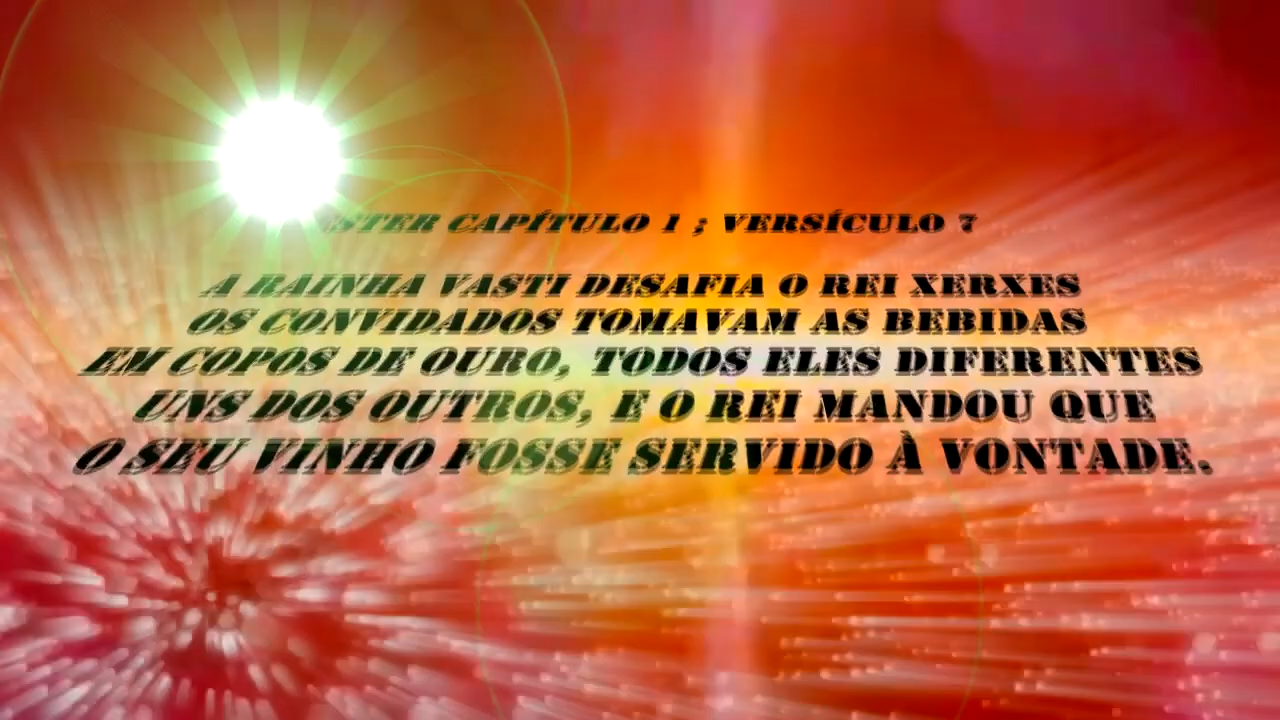 ESTER CAPÍTULO 1 ; VERSÍCULO 7
A RAINHA VASTI DESAFIA O REI XERXES
OS CONVIDADOS TOMAVAM AS BEBIDAS
EM COPOS DE OURO, TODOS ELES DIFERENTES
UNS DOS OUTROS, E O REI MANDOU QUE
O SEU VINHO FOSSE SERVIDO À VONTADE.